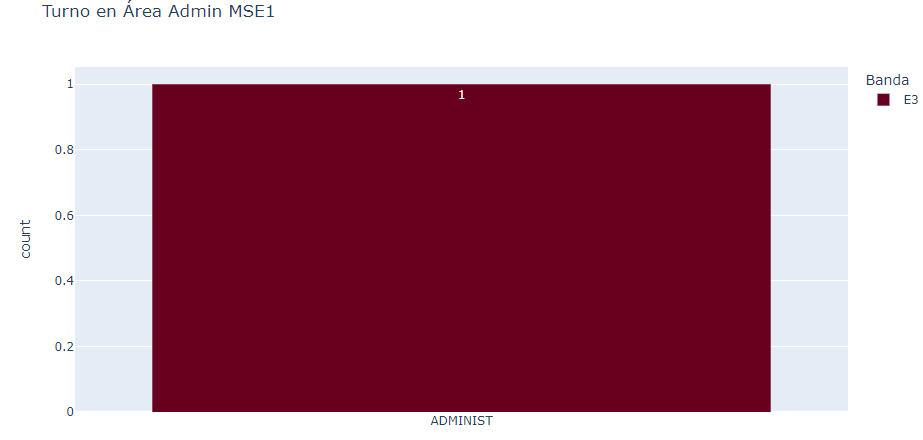 Turno en Área Admin MSE1
1
0.8
0.6
0.4
0.2
0
count
1
ADMINIST
Banda
E3